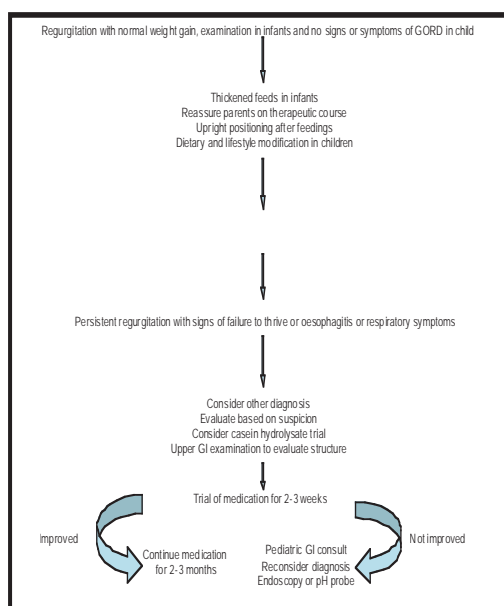 Regurgitation with normal weight gain, examination in infants and no signs or symptoms of GORD in child
Thickened feeds in infants
Reassure parents on therapeutic course
Upright positioning after feedings
Dietary and lifestyle modification in children
Persistent regurgitation with signs of failure to thrive or oesophagitis or respiratory symptoms
Consider other diagnosis
Evaluate based on suspicion
Consider casein hydrolysate trial
Upper GI examination to evaluate structure
Trial of medication for 2-3 weeks
Improved
Continue medication
for 2-3 months
Not improved
Pediatric GI consult
Reconsider diagnosis
Endoscopy or pH probe